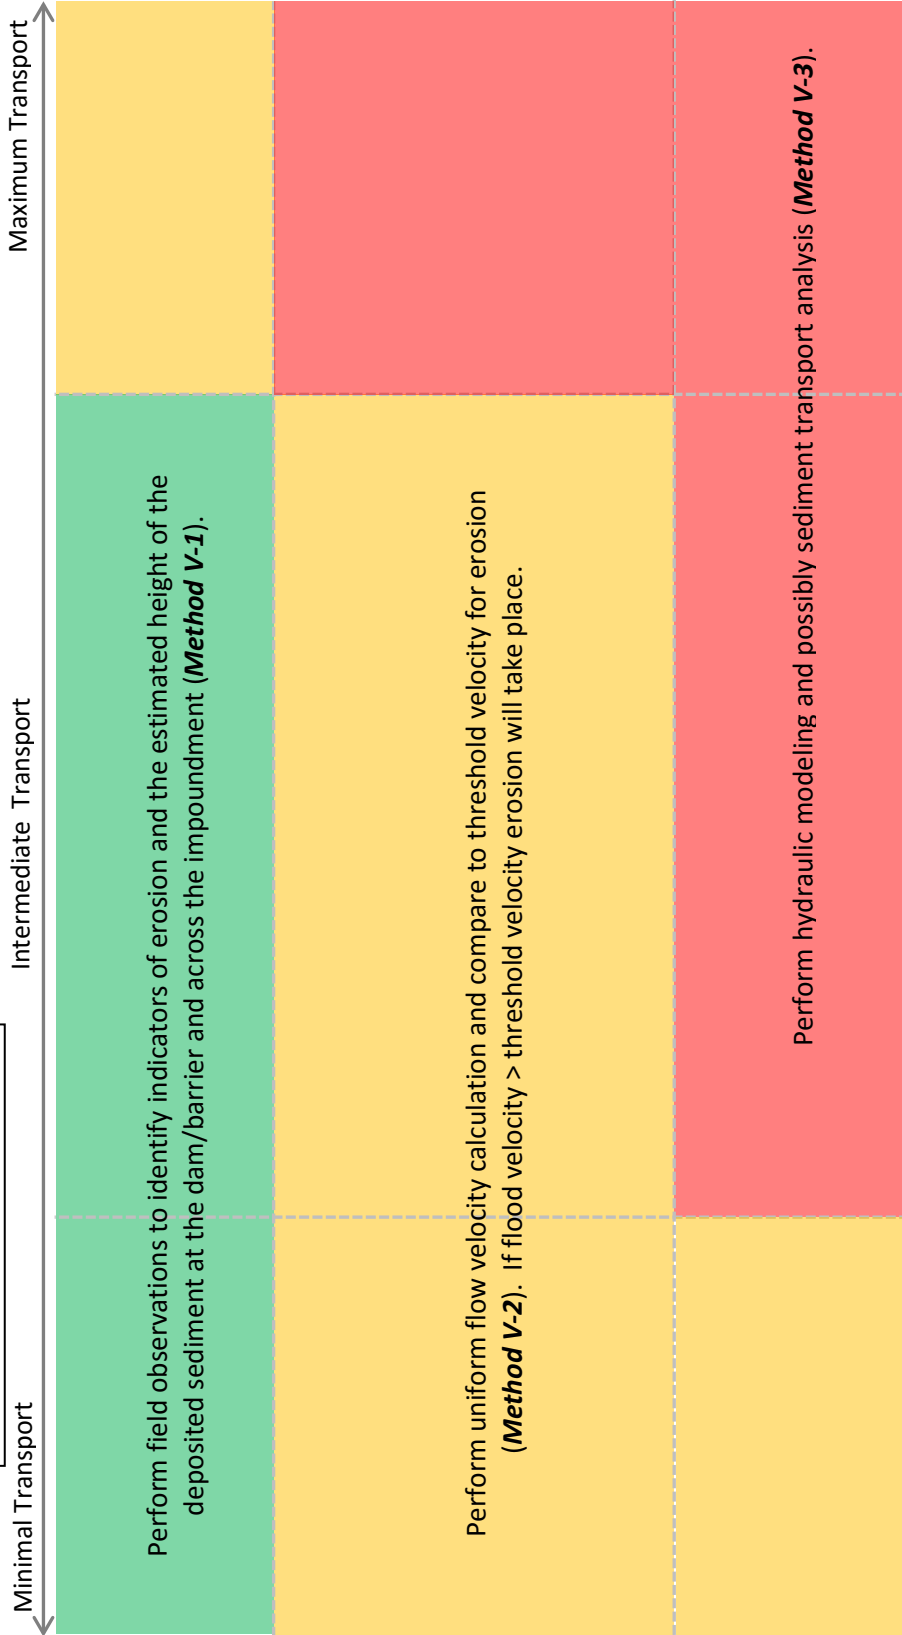 Minimal Transport
Intermediate Transport
Maximum Transport
Perform field observations to identify indicators of erosion and the estimated height of the
deposited sediment at the dam/barrier and across the impoundment (Method V-1).
Perform uniform flow velocity calculation and compare to threshold velocity for erosion
(Method V-2). If flood velocity > threshold velocity erosion will take place.
Perform hydraulic modeling and possibly sediment transport analysis (Method V-3).